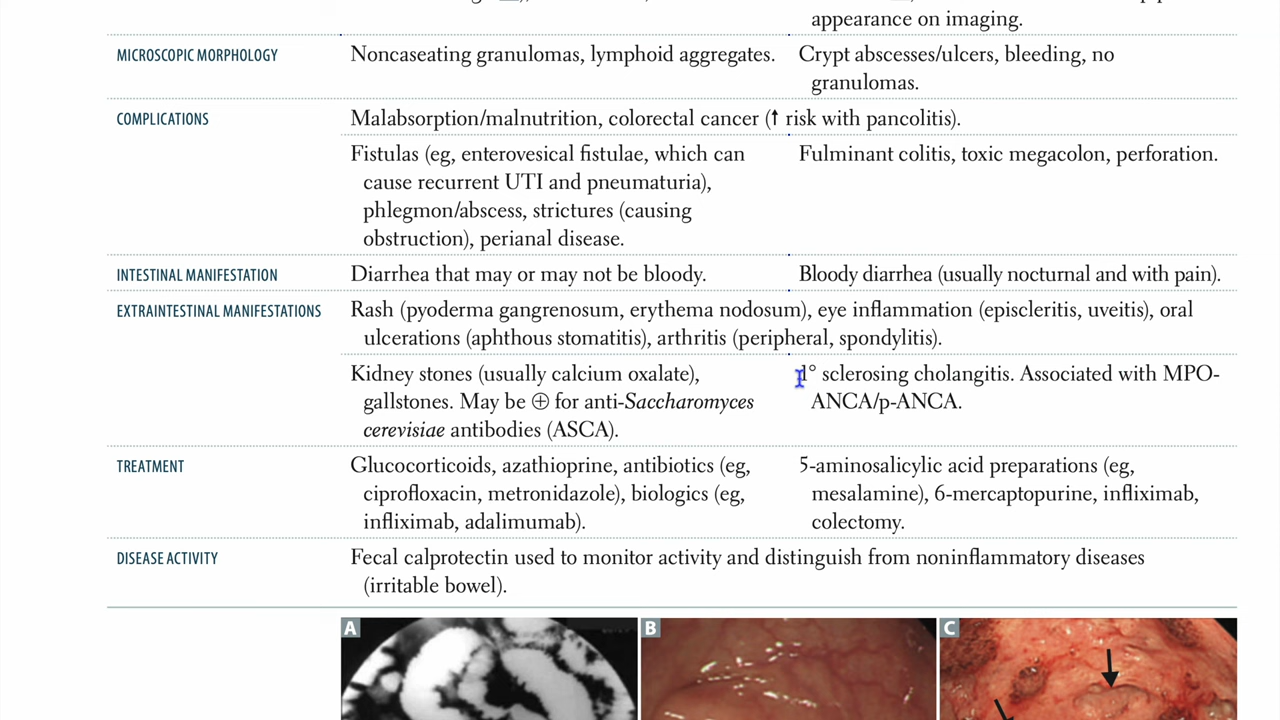 appearance on imaging.
MICROSCOPIC MORPHOLOGY
Noncaseating granulomas, lymphoid aggregates.
Crypt abscesses/ulcers, bleeding, no
granulomas.
COMPLICATIONS
Malabsorption/malnutrition, colorectal cancer (↑ risk with pancolitis).
Fistulas (eg, enterovesical fistulae, which can
cause recurrent UTI and pneumaturia),
phlegmon/abscess, strictures (causing
obstruction), perianal disease.
Fulminant colitis, toxic megacolon, perforation.
INTESTINAL MANIFESTATION
Diarrhea that may or may not be bloody.
Bloody diarrhea (usually nocturnal and with pain).
EXTRAINTESTINAL MANIFESTATIONS
Rash (pyoderma gangrenosum, erythema nodosum), eye inflammation (episcleritis, uveitis), oral
ulcerations (aphthous stomatitis), arthritis (peripheral, spondylitis).
Kidney stones (usually calcium oxalate),
gallstones. May be ⊕ for anti-Saccharomyces
cerevisiae antibodies (ASCA).
1° sclerosing cholangitis. Associated with MPO-
ANCA/p-ANCA.
TREATMENT
Glucocorticoids, azathioprine, antibiotics (eg,
ciprofloxacin, metronidazole), biologics (eg,
infliximab, adalimumab).
5-aminosalicylic acid preparations (eg,
mesalamine), 6-mercaptopurine, infliximab,
colectomy.
DISEASE ACTIVITY
Fecal calprotectin used to monitor activity and distinguish from noninflammatory diseases
(irritable bowel).
A
B
C